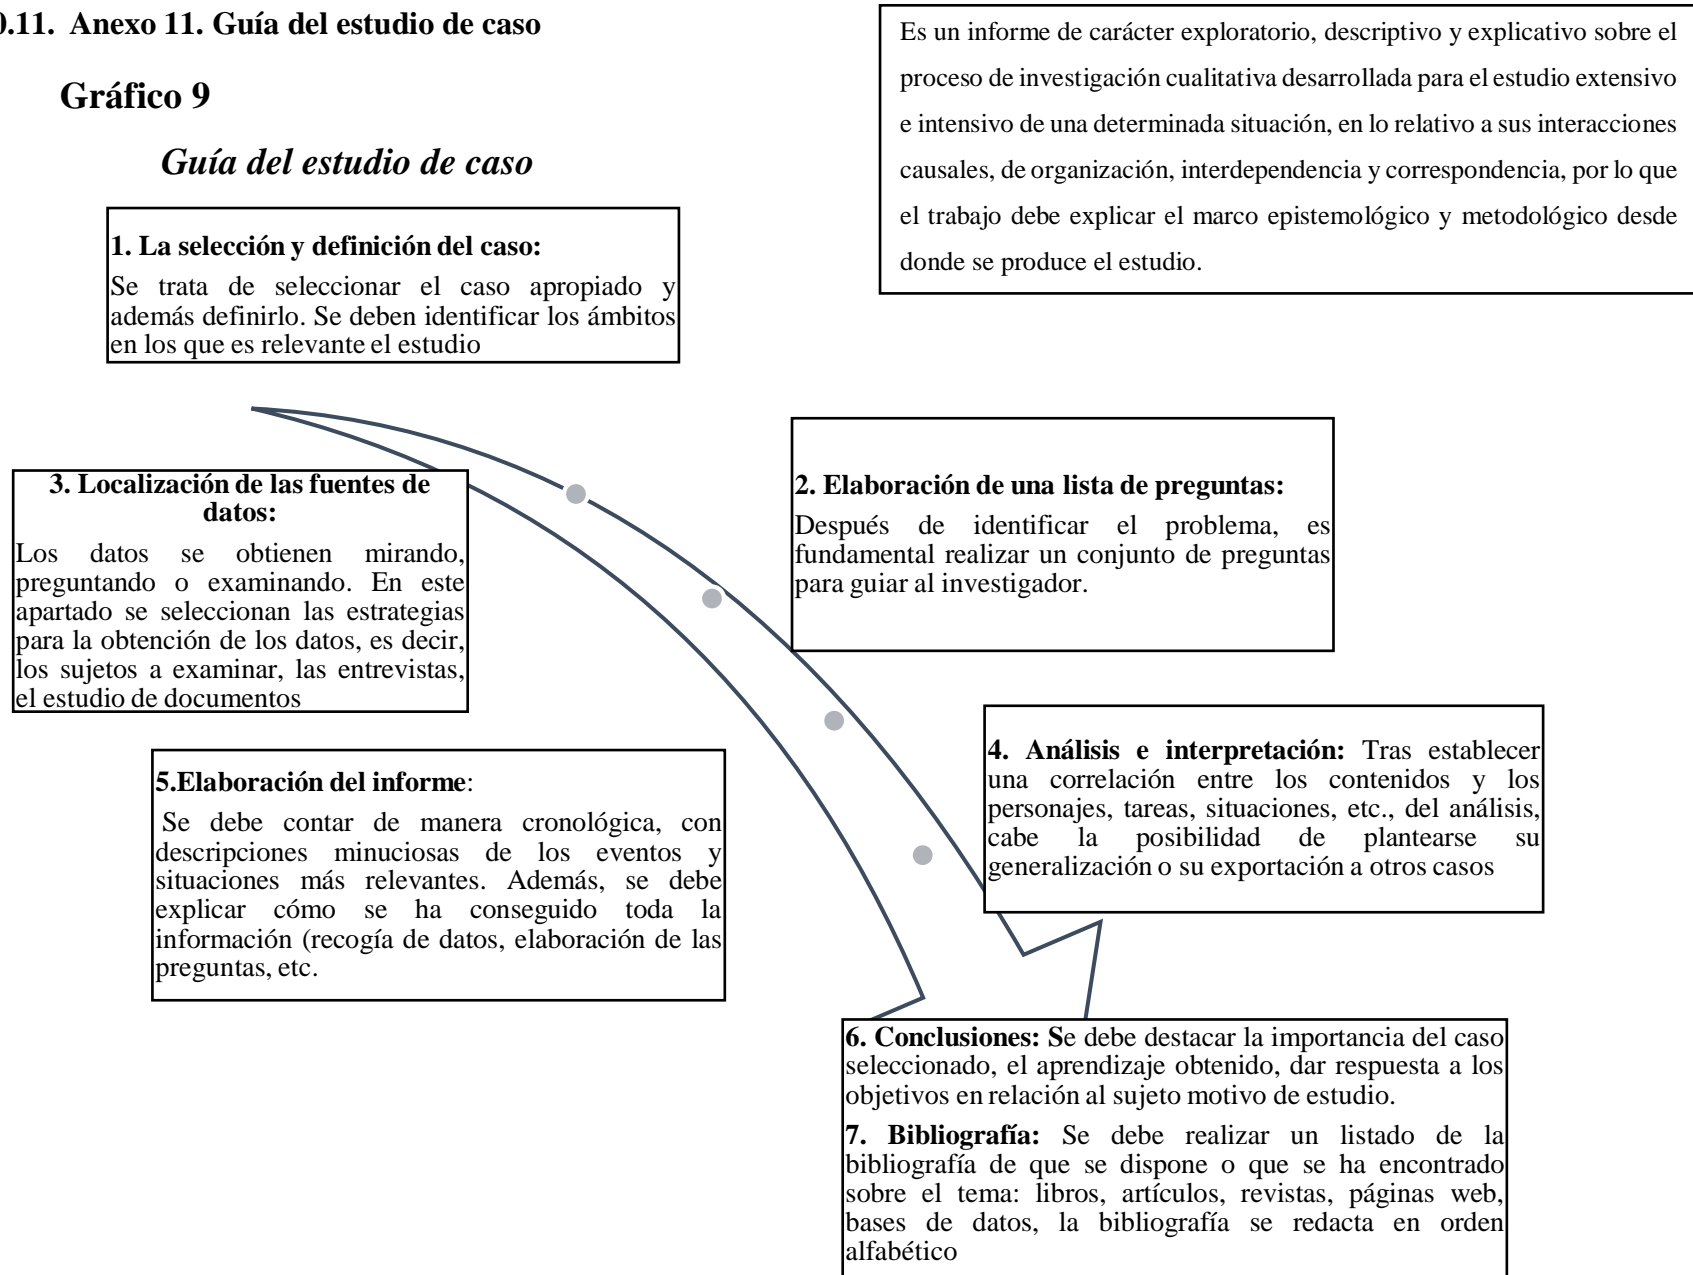 0.11. Anexo 11. Guía del estudio de caso
Gráfico 9
Guía del estudio de caso
Es un informe de carácter exploratorio, descriptivo y explicativo sobre el
proceso de investigación cualitativa desarrollada para el estudio extensivo
e intensivo de una determinada situación, en lo relativo a sus interacciones
causales, de organización, interdependencia y correspondencia, por lo que
el trabajo debe explicar el marco epistemológico y metodológico desde
donde se produce el estudio.
1. La selección y definición del caso:
Se trata de seleccionar el caso apropiado y
además definirlo. Se deben identificar los ámbitos
en los que es relevante el estudio
2. Elaboración de una lista de preguntas:
Después de identificar el problema, es
fundamental realizar un conjunto de preguntas
para guiar al investigador.
3. Localización de las fuentes de
datos:
Los datos se obtienen mirando,
preguntando o examinando. En este
apartado se seleccionan las estrategias
para la obtención de los datos, es decir,
los sujetos a examinar, las entrevistas,
el estudio de documentos
4. Análisis e interpretación: Tras establecer
una correlación entre los contenidos y los
personajes, tareas, situaciones, etc., del análisis,
cabe la posibilidad de plantearse su
generalización o su exportación a otros casos
5.Elaboración del informe:
Se debe contar de manera cronológica, con
descripciones minuciosas de los eventos y
situaciones más relevantes. Además, se debe
explicar cómo se ha conseguido toda la
información (recogía de datos, elaboración de las
preguntas, etc.
6. Conclusiones: Se debe destacar la importancia del caso
seleccionado, el aprendizaje obtenido, dar respuesta a los
objetivos en relación al sujeto motivo de estudio.
7. Bibliografía: Se debe realizar un listado de la
bibliografía de que se dispone o que se ha encontrado
sobre el tema: libros, artículos, revistas, páginas web,
bases de datos, la bibliografía se redacta en orden
alfabético